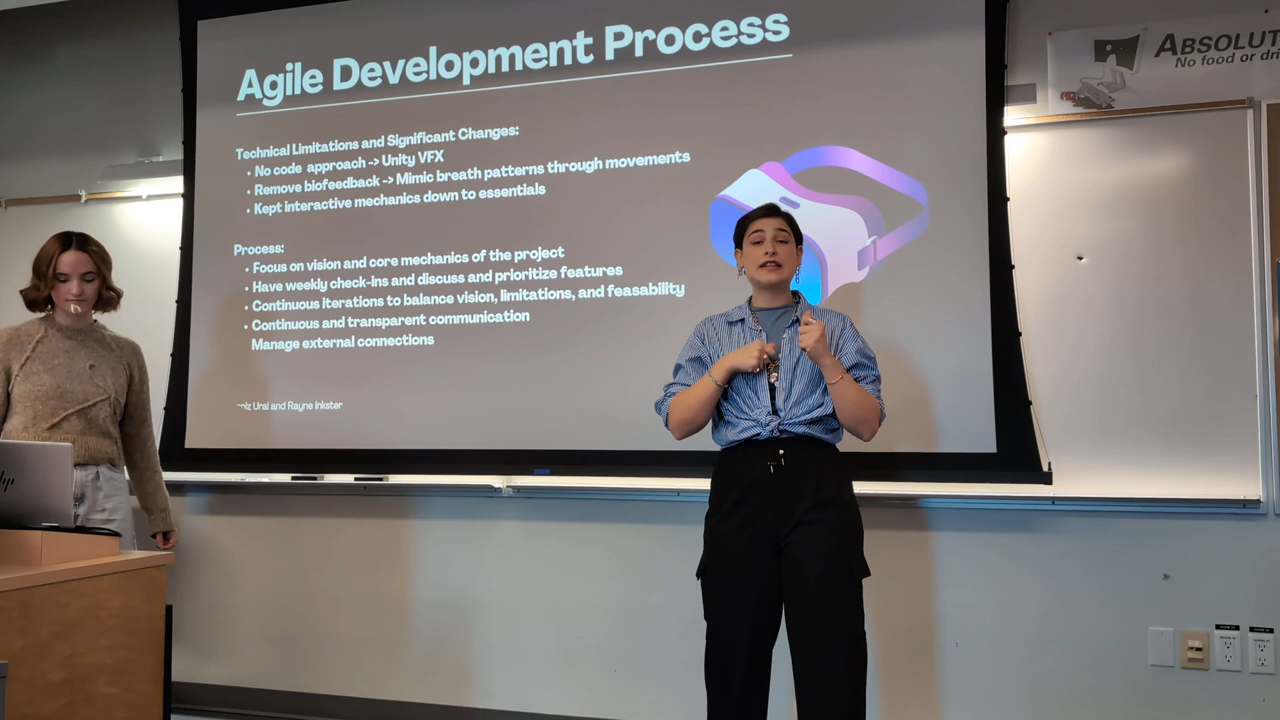 Agile Development Process
Technical Limitations and Significant Changes:
• No code approach -> Unity VFX
• Remove biofeedback -> Mimic breath patterns through movements
• Kept interactive mechanics down to essentials
Process:
• Focus on vision and core mechanics of the project
• Have weekly check-ins and discuss and prioritize features
• Continuous iterations to balance vision, limitations, and feasability
• Continuous and transparent communication
Manage external connections
Ural and Rayne Inkster
ABSOLUT
No food or dri
hp